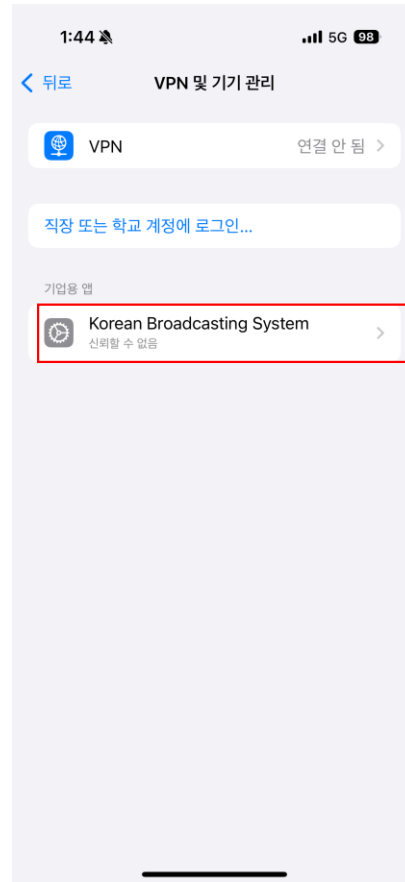 1:44
5G 98
뒤로
VPN 및 기기 관리
VPN
연결 안 됨
직장 또는 학교 계정에 로그인...
기업용 앱
Korean Broadcasting System
신뢰할 수 없음